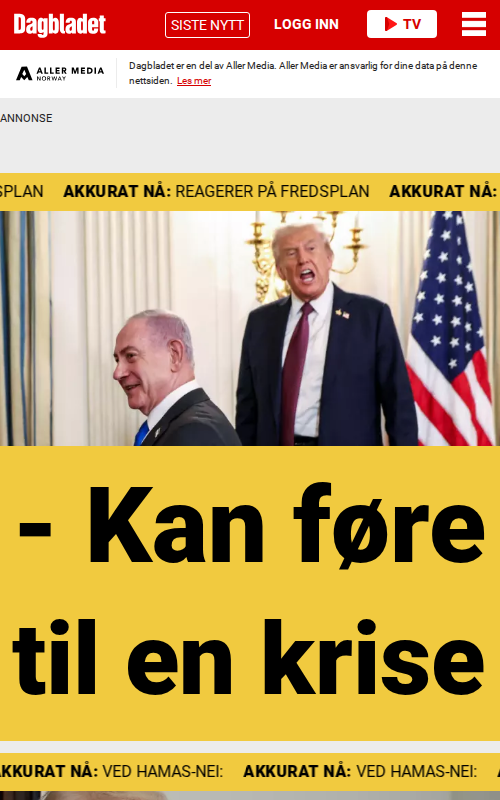 Dagbladet
SISTE NYTT
LOGG INN
TV
ALLER MEDIA
NORWAY
Dagbladet er en del av Aller Media. Aller Media er ansvarlig for dine data på denne
nettsiden. Les mer
ANNONSE
SPLAN AKKURAT NÅ: REAGERER PÅ FREDSPLAN AKKURAT NÅ:
- Kan føre
til en krise
KKURAT NÅ: VED HAMAS-NEI: AKKURAT NÅ: VED HAMAS-NEI: